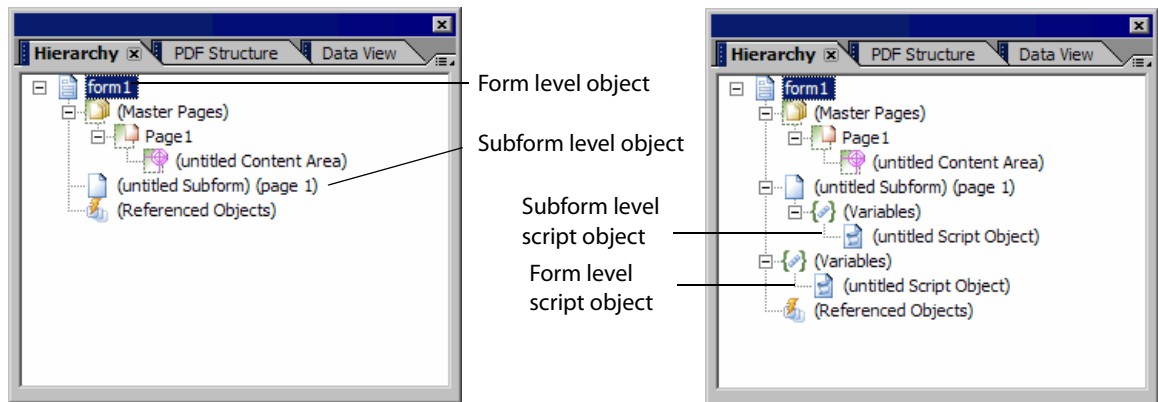 Hierarchy PDF Structure Data View
form1
(Master Pages)
Page1
(untitled Content Area)
(untitled Subform) (page 1)
(Referenced Objects)
Form level object
Subform level object
Subform level
script object
Form level
script object
Hierarchy PDF Structure Data View
form1
(Master Pages)
Page1
(untitled Content Area)
(untitled Subform) (page 1)
(Variables)
(untitled Script Object)
(Variables)
(untitled Script Object)
(Referenced Objects)